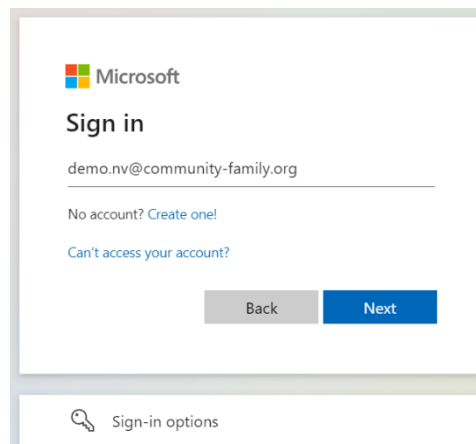 Microsoft
Sign in
demo.nv@community-family.org
No account? Create one!
Can't access your account?
Back Next
Sign-in options